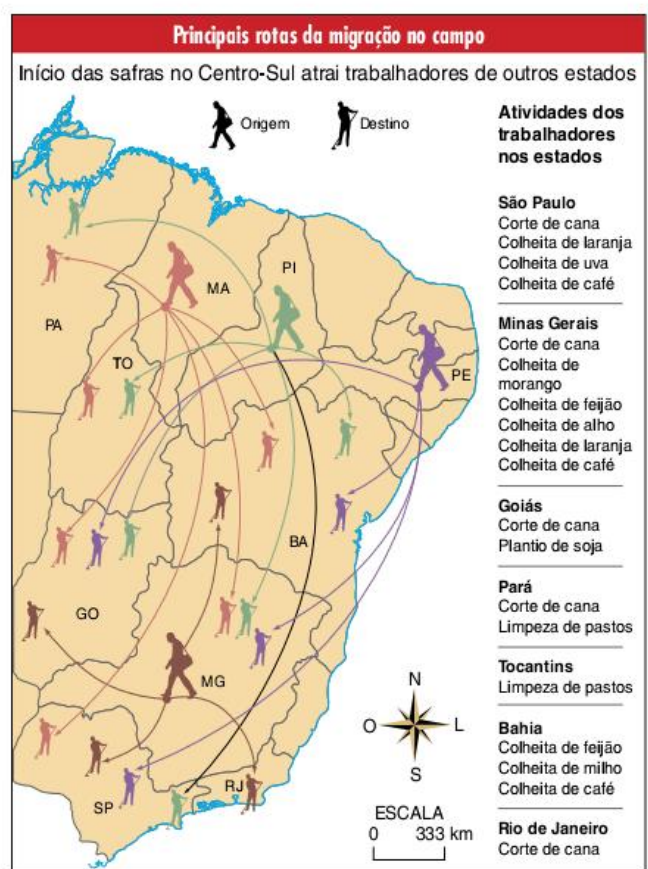 Principais rotas da migração no campo
Início das safras no Centro-Sul atrai trabalhadores de outros estados
Origem
Destino
PA
MA
PI
TO
PE
BA
GO
MG
SP
RJ
N
O
L
S
ESCALA
0 333 km
Atividades dos
trabalhadores
nos estados
São Paulo
Corte de cana
Colheita de laranja
Colheita de uva
Colheita de café
Minas Gerais
Corte de cana
Colheita de
morango
Colheita de feijão
Colheita de alho
Colheita de laranja
Colheita de café
Goiás
Corte de cana
Plantio de soja
Pará
Corte de cana
Limpeza de pastos
Tocantins
Limpeza de pastos
Bahia
Colheita de feijão
Colheita de milho
Colheita de café
Rio de Janeiro
Corte de cana